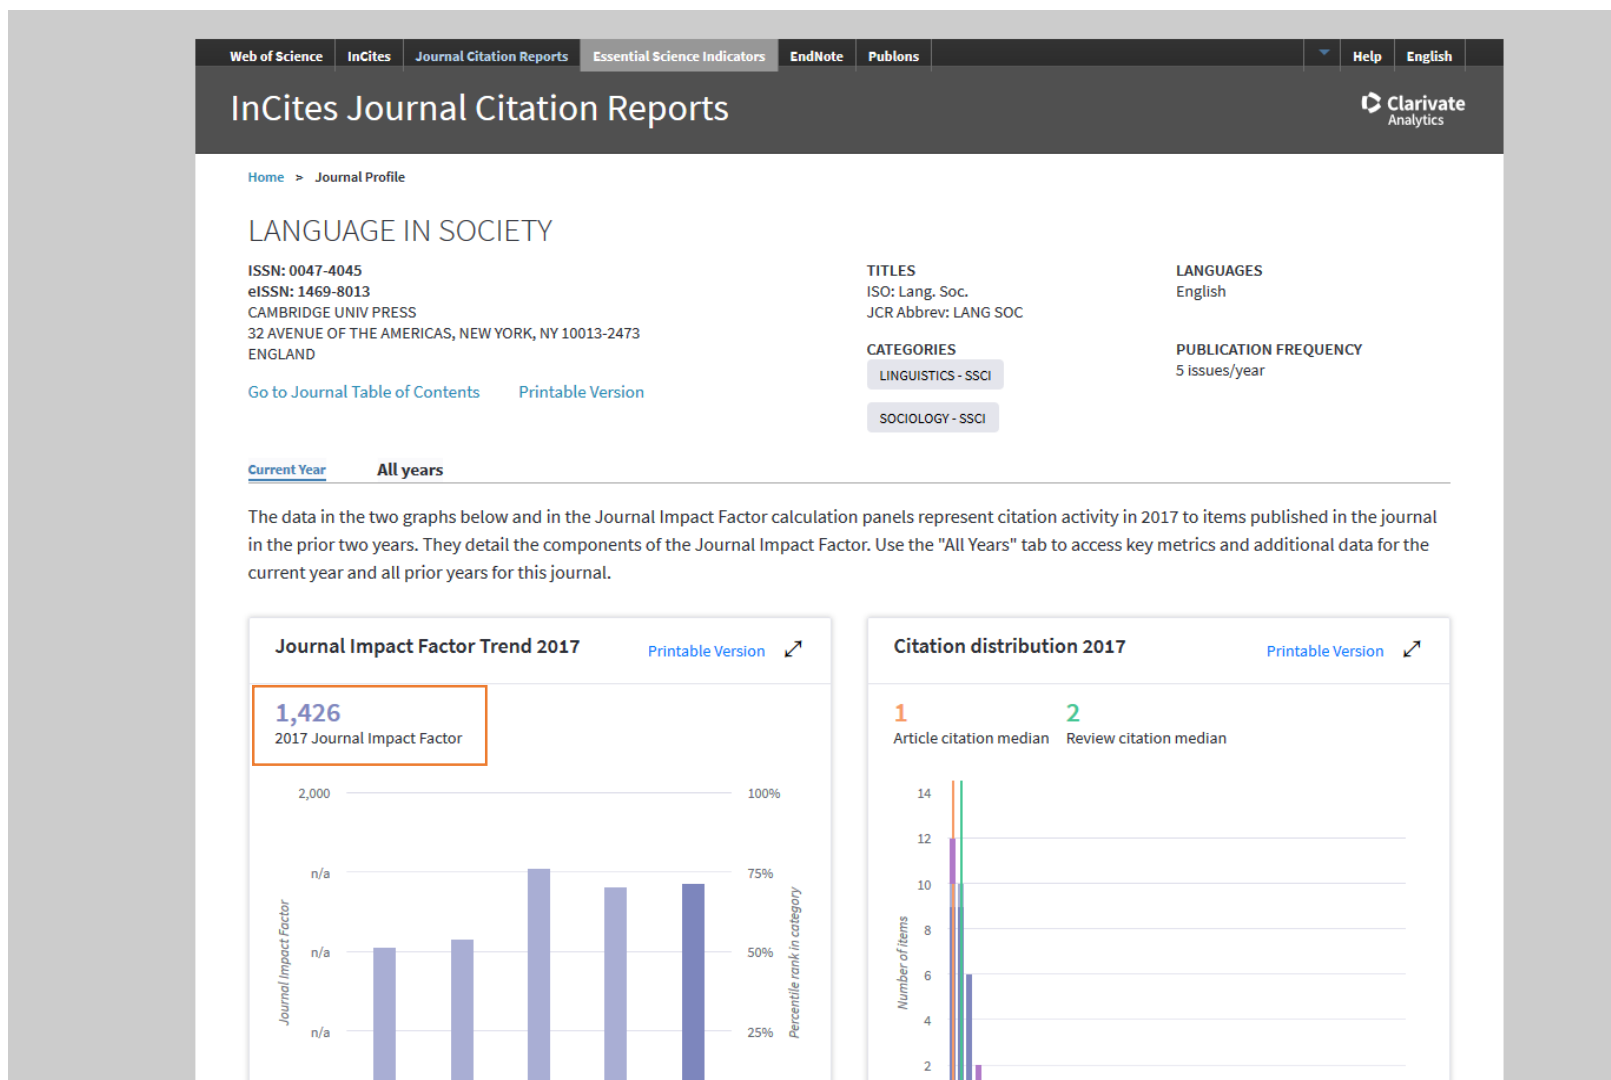 Web of Science InCites Journal Citation Reports Essential Science Indicators EndNote Publons Help English
InCites Journal Citation Reports
Clarivate
Analytics
Home > Journal Profile
LANGUAGE IN SOCIETY
ISSN: 0047-4045
eISSN: 1469-8013
CAMBRIDGE UNIV PRESS
32 AVENUE OF THE AMERICAS, NEW YORK, NY 10013-2473
ENGLAND
Go to Journal Table of Contents Printable Version
TITLES
ISO: Lang. Soc.
JCR Abbrev: LANG SOC
CATEGORIES
LINGUISTICS - SSCI
SOCIOLOGY - SSCI
LANGUAGES
English
PUBLICATION FREQUENCY
5 issues/year
Current Year All years
The data in the two graphs below and in the Journal Impact Factor calculation panels represent citation activity in 2017 to items published in the journal
in the prior two years. They detail the components of the Journal Impact Factor. Use the "All Years" tab to access key metrics and additional data for the
current year and all prior years for this journal.
Journal Impact Factor Trend 2017 Printable Version
1,426
2017 Journal Impact Factor
2,000 100%
n/a 75%
n/a 50%
n/a 25%
Journal Impact Factor
Percentile rank in category
Citation distribution 2017 Printable Version
1 2
Article citation median Review citation median
14
12
10
8
6
4
2
Number of items